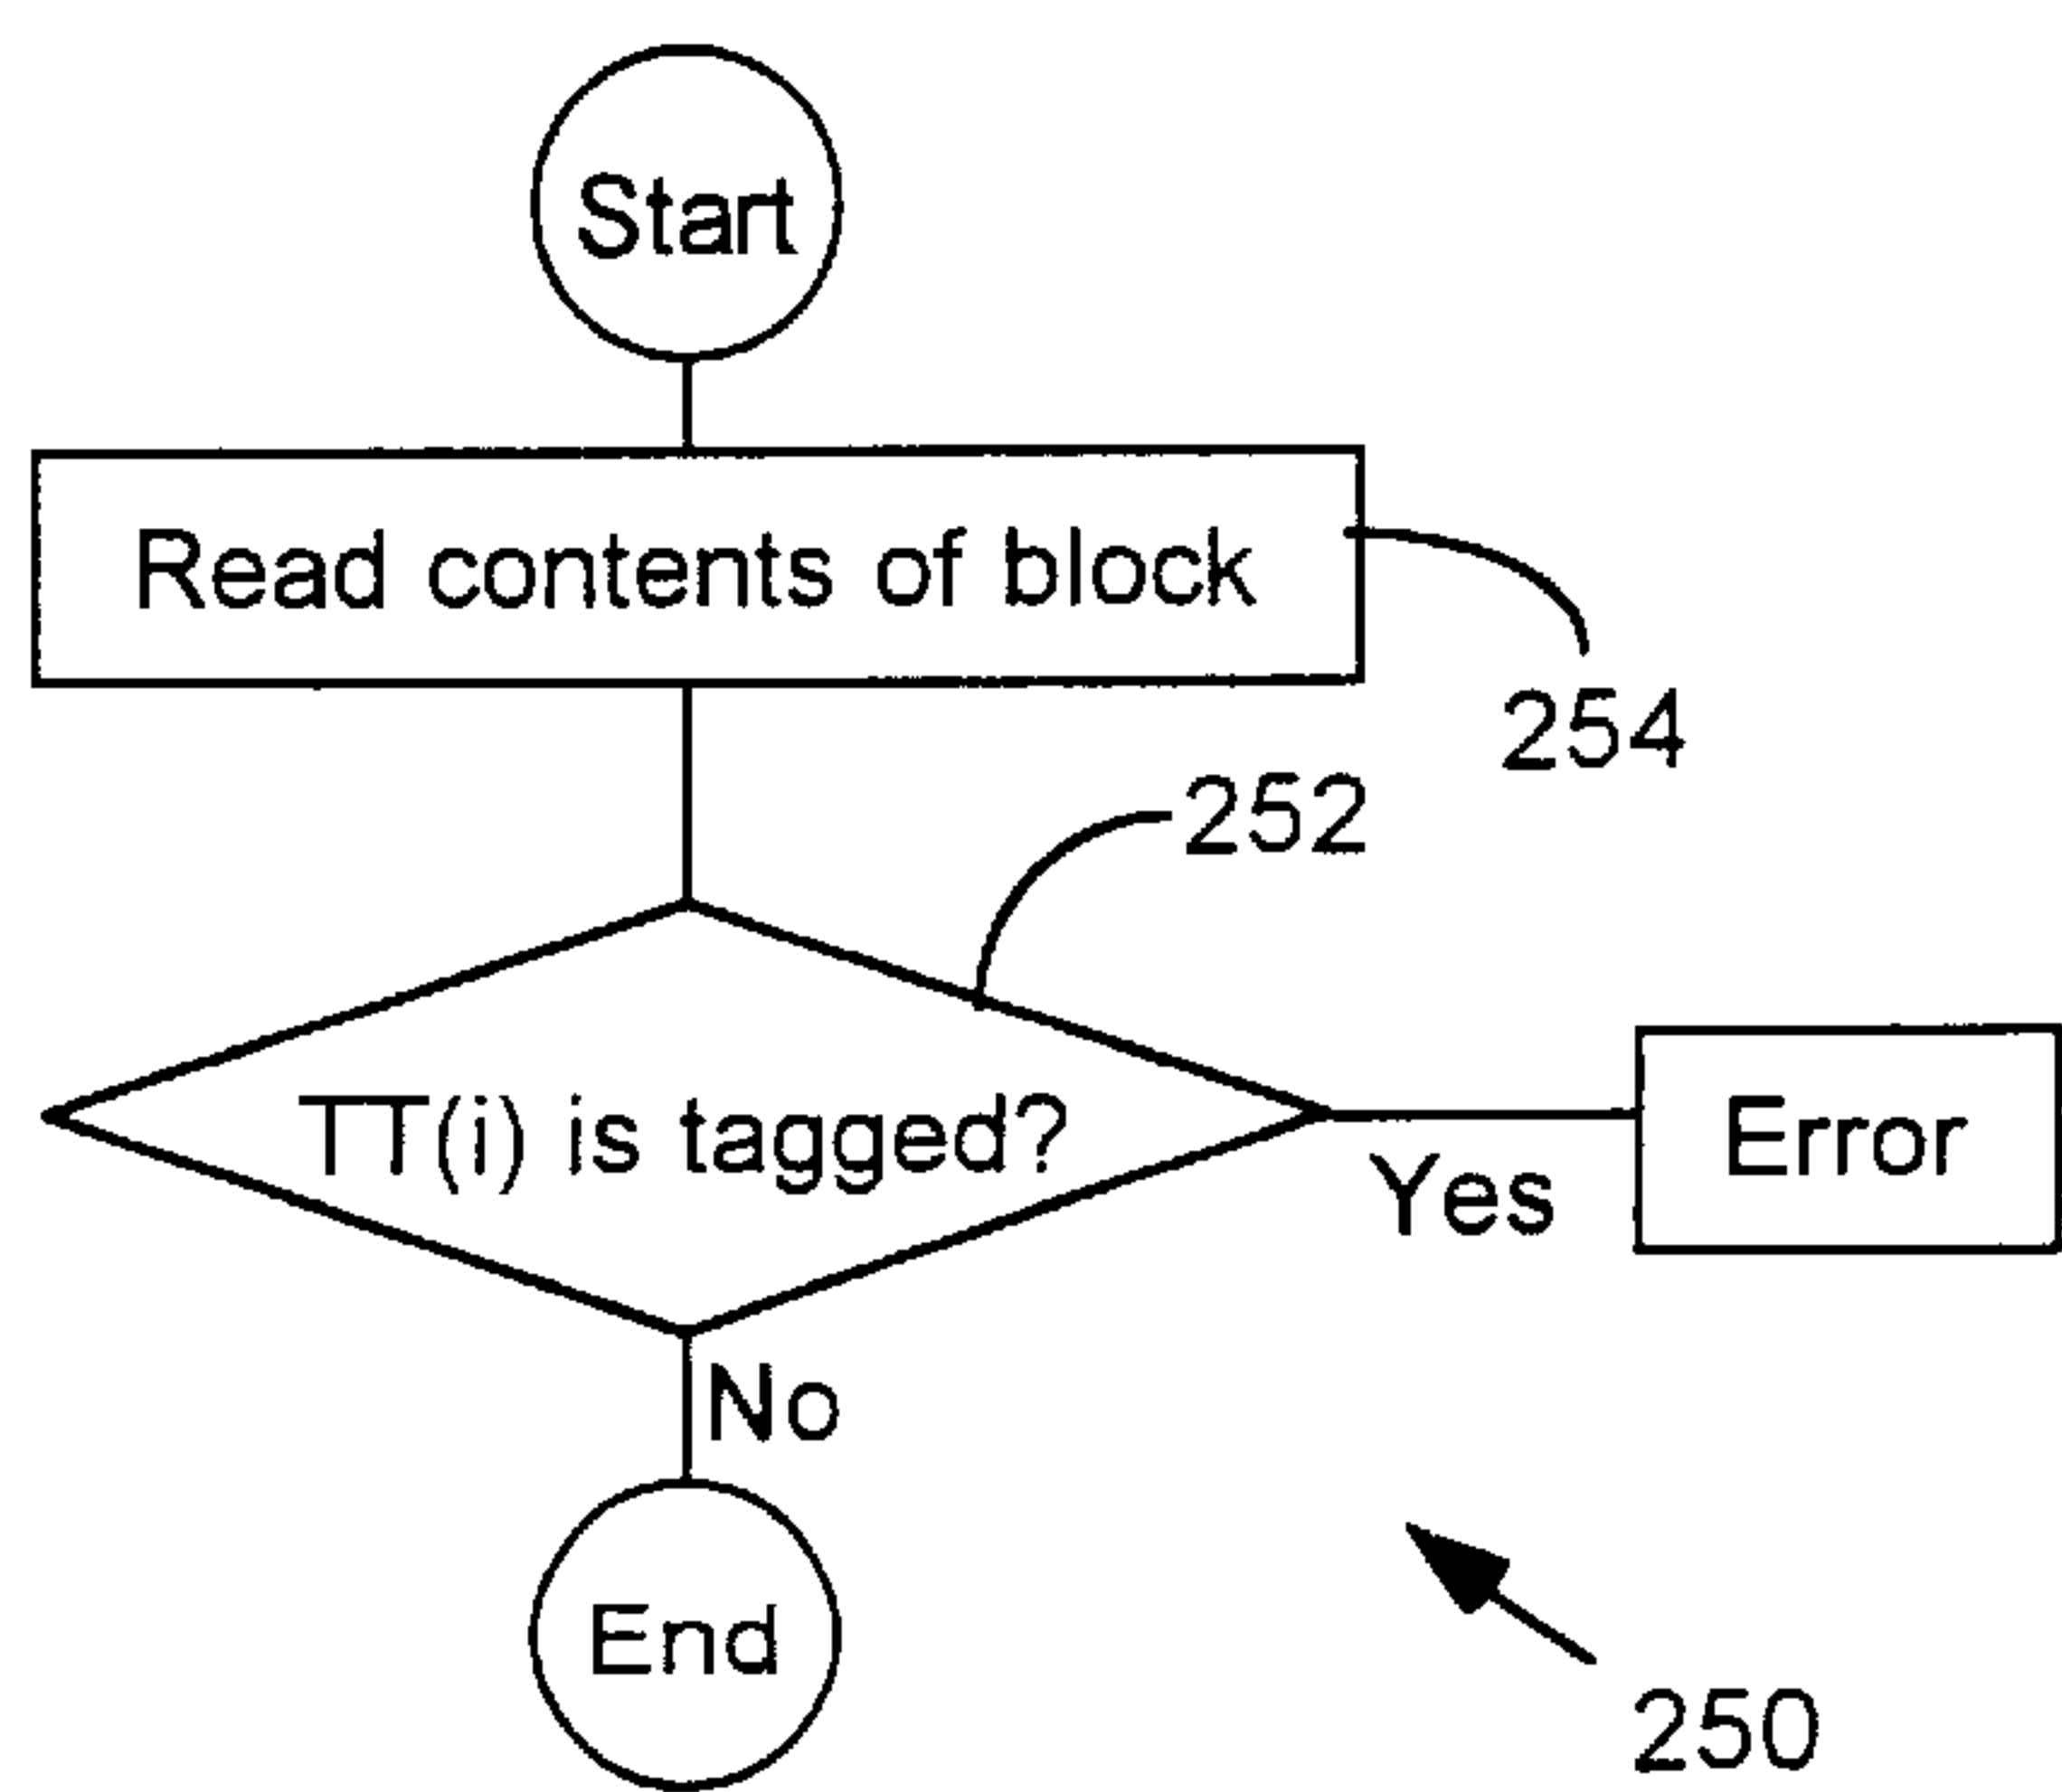 Start
Read contents of block
254
252
TT(i) is tagged?
Yes
Error
No
End
250